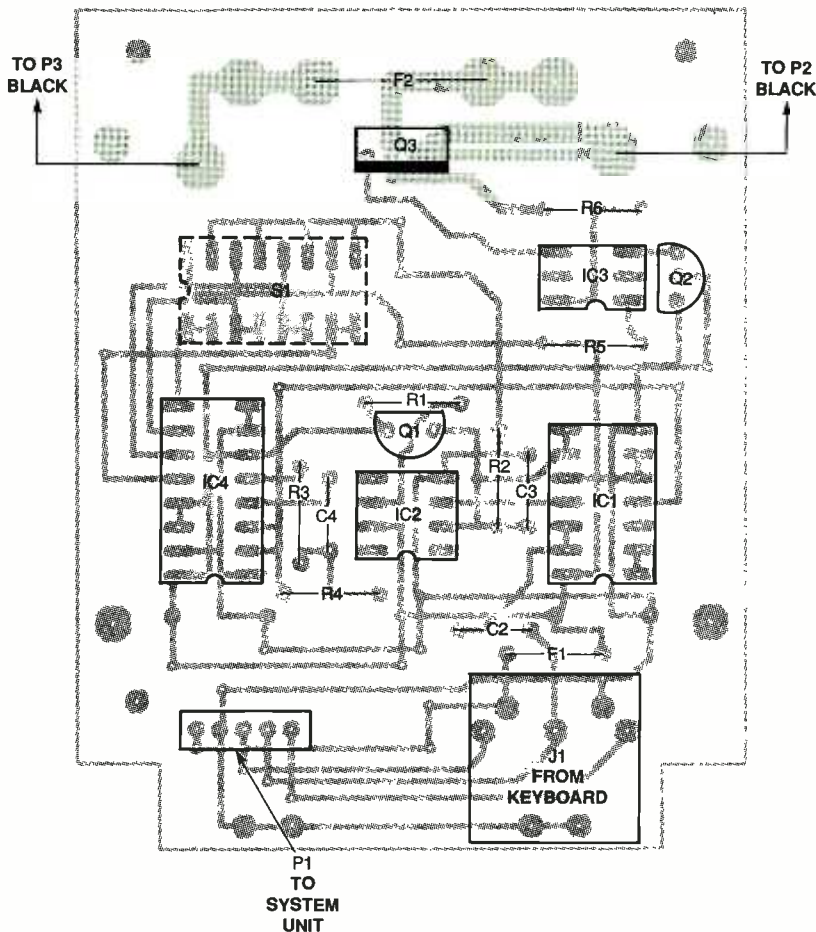 TO P3
BLACK
F2
TO P2
BLACK
Q3
R6
S1
IC3
Q2
R5
R1
Q1
IC4
R3
C4
IC2
R2
C3
IC1
R4
C2
F1
J1
FROM
KEYBOARD
P1
TO
SYSTEM
UNIT